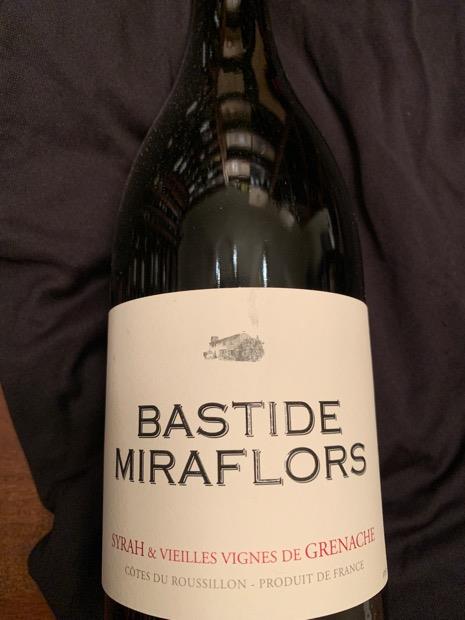 BASTIDE
MIRAFLORS
SYRAH & VIEILLES VIGNES DE GRENACHE
CÔTES DU ROUSSILLON - PRODUIT DE FRANCE